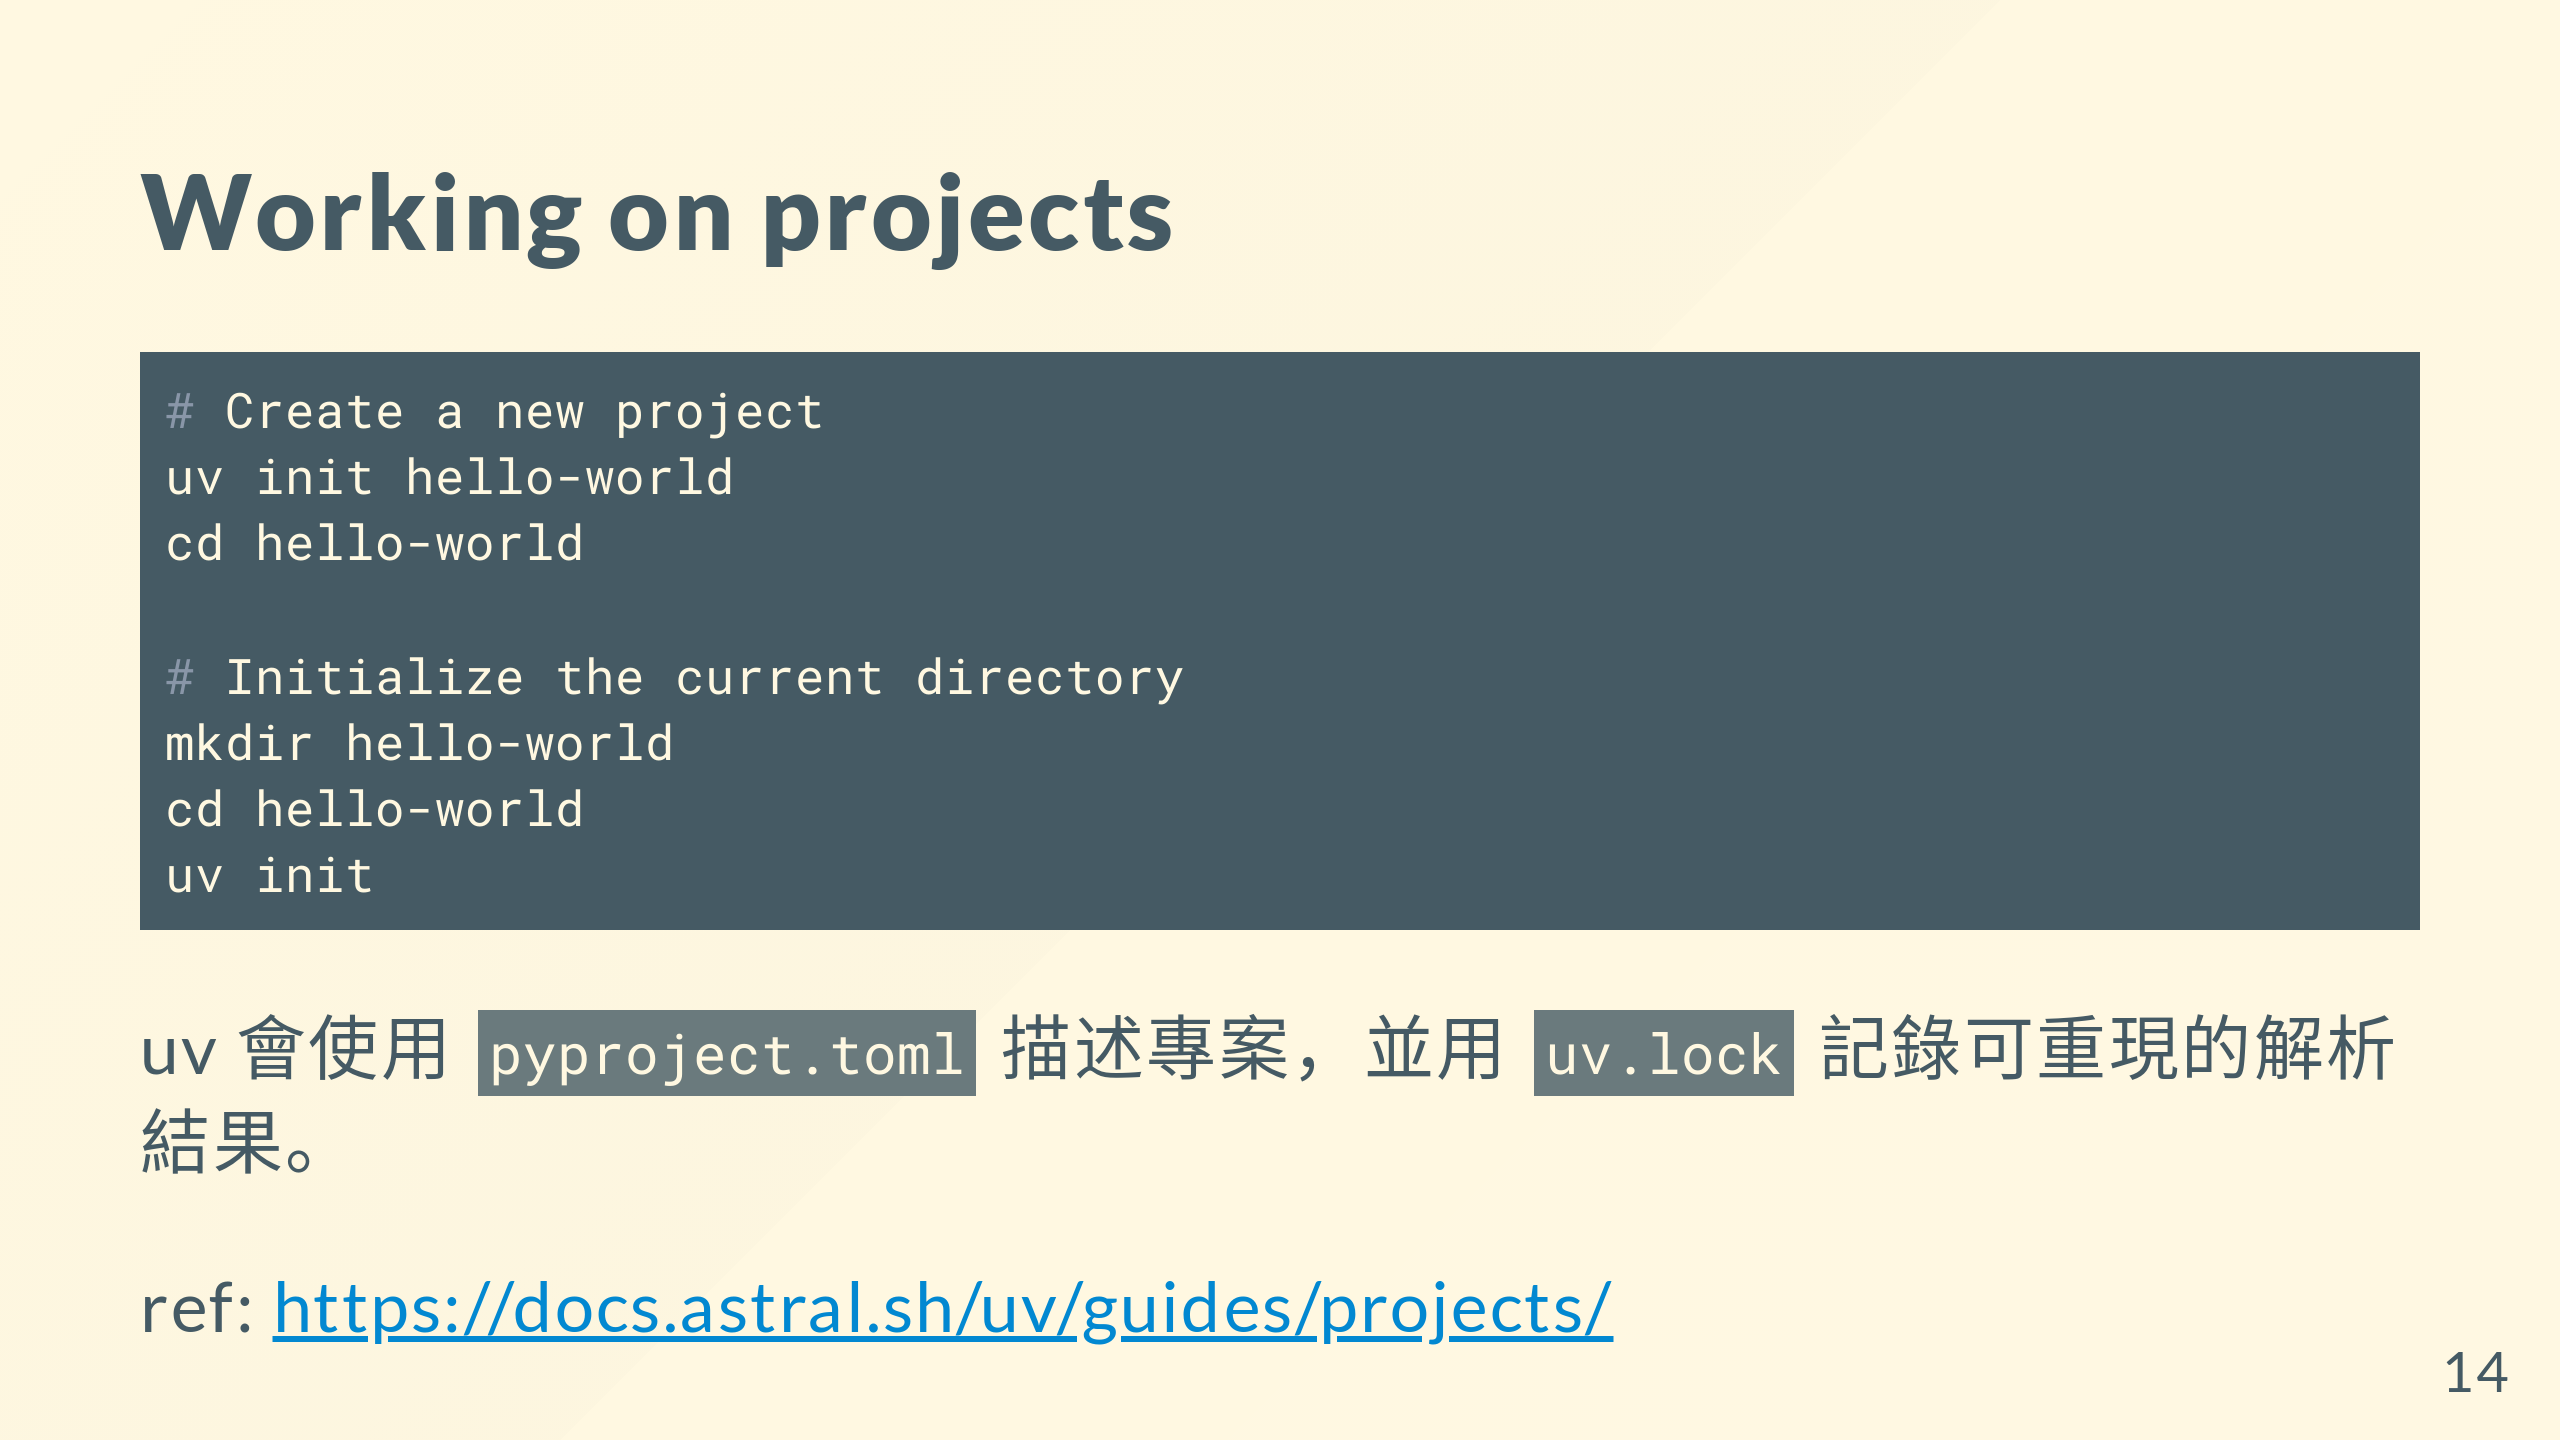 Working on projects
# Create a new project
uv init hello-world
cd hello-world
# Initialize the current directory
mkdir hello-world
cd hello-world
uv init
uv 會使用 pyproject.toml 描述專案，並用 uv.lock 記錄可重現的解析
結果。
ref: https://docs.astral.sh/uv/guides/projects/
14